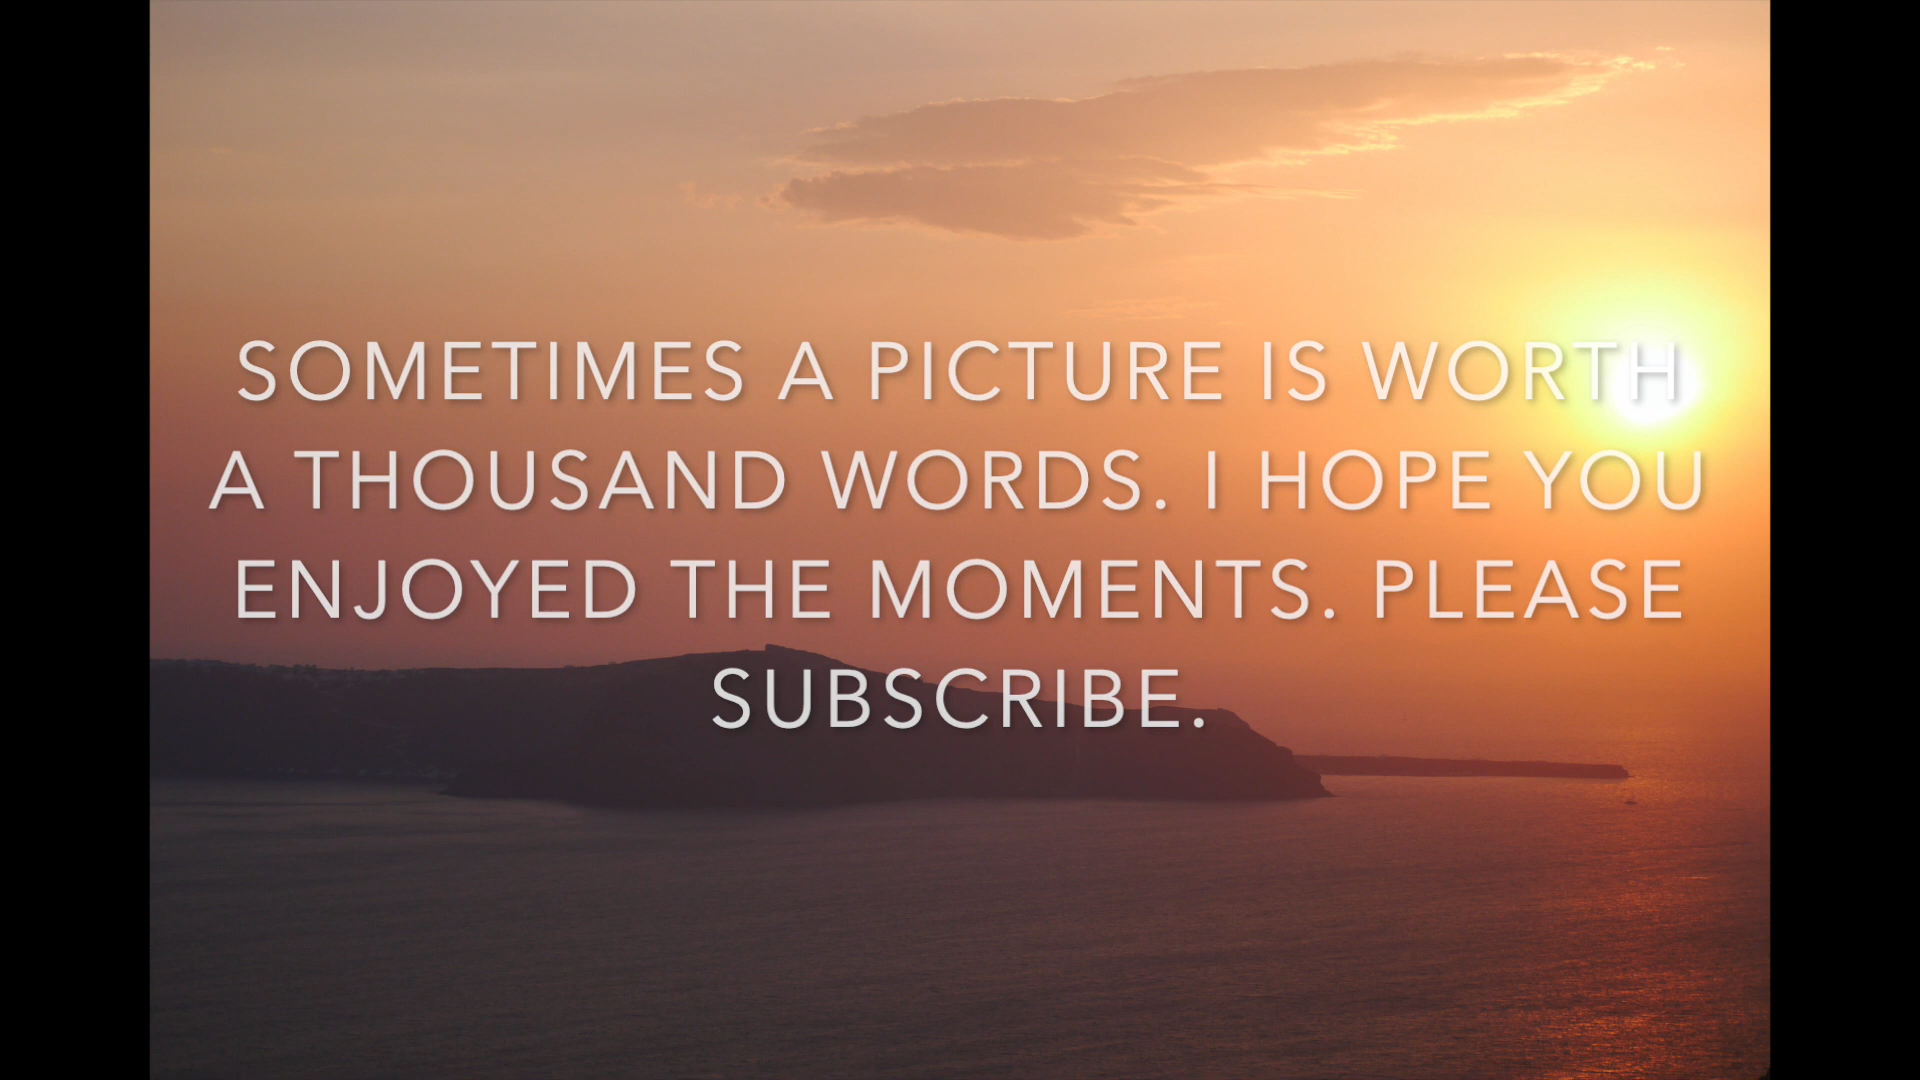 SOMETIMES A PICTURE IS WORTH
A THOUSAND WORDS. I HOPE YOU
ENJOYED THE MOMENTS. PLEASE
SUBSCRIBE.